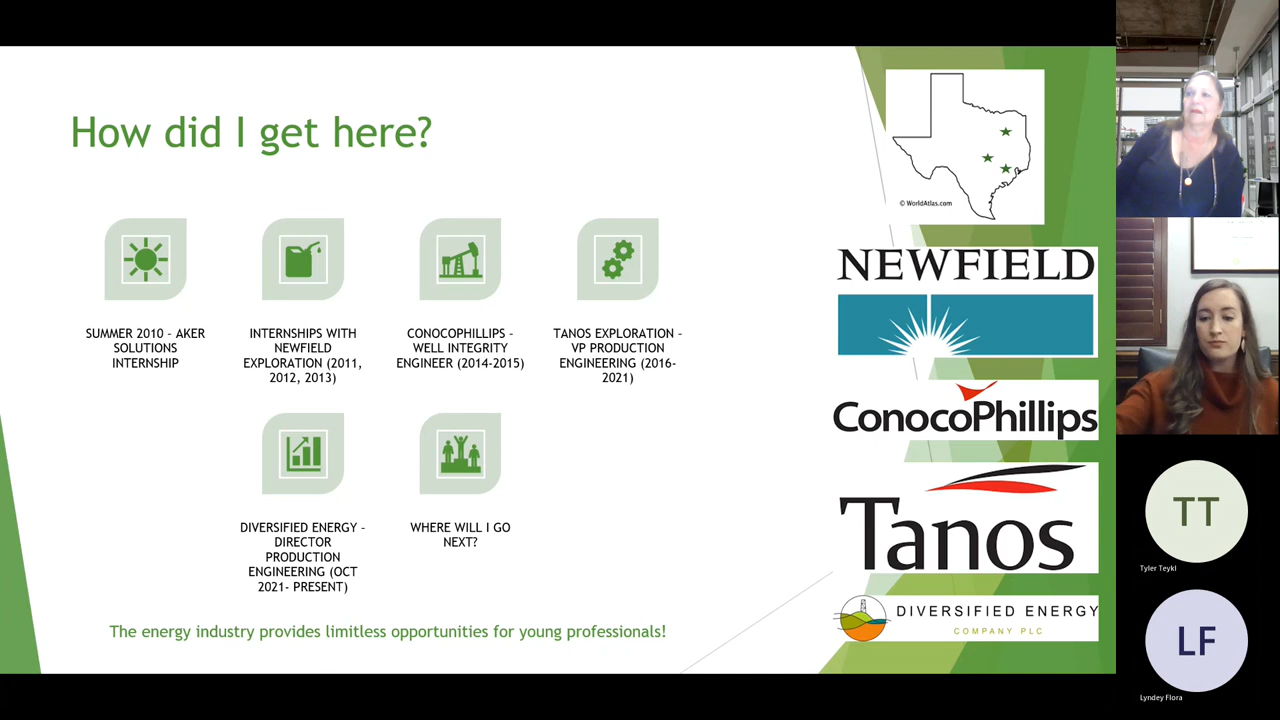 How did I get here?
SUMMER 2010 - AKER
SOLUTIONS
INTERNSHIP
INTERNSHIPS WITH
NEWFIELD
EXPLORATION (2011,
2012, 2013)
CONOCOPHILLIPS -
WELL INTEGRITY
ENGINEER (2014-2015)
TANOS EXPLORATION -
VP PRODUCTION
ENGINEERING (2016-
2021)
DIVERSIFIED ENERGY -
DIRECTOR
PRODUCTION
ENGINEERING (OCT
2021- PRESENT)
WHERE WILL I GO
NEXT?
The energy industry provides limitless opportunities for young professionals!
© WorldAtlas.com
NEWFIELD
ConocoPhillips
Tanos
DIVERSIFIED ENERGY
COMPANY PLC
TT
Tyler Teykl
LF
Lyndey Flora